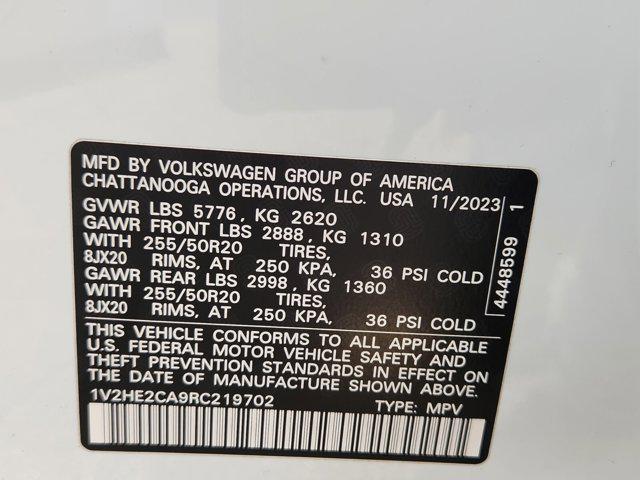 MFD BY VOLKSWAGEN GROUP OF AMERICA
CHATTANOOGA OPERATIONS, LLC. USA 11/2023
GVWR LBS 5776, KG 2620
GAWR FRONT LBS 2888, KG 1310
WITH 255/50R20 TIRES,
8JX20 RIMS, AT 250 KPA, 36 PSI COLD
GAWR REAR LBS 2998, KG 1360
WITH 255/50R20 TIRES,
8JX20 RIMS, AT 250 KPA, 36 PSI COLD
THIS VEHICLE CONFORMS TO ALL APPLICABLE
U.S. FEDERAL MOTOR VEHICLE SAFETY AND
THEFT PREVENTION STANDARDS IN EFFECT ON
THE DATE OF MANUFACTURE SHOWN ABOVE.
1V2HE2CA9RC219702 TYPE: MPV
4448599 1